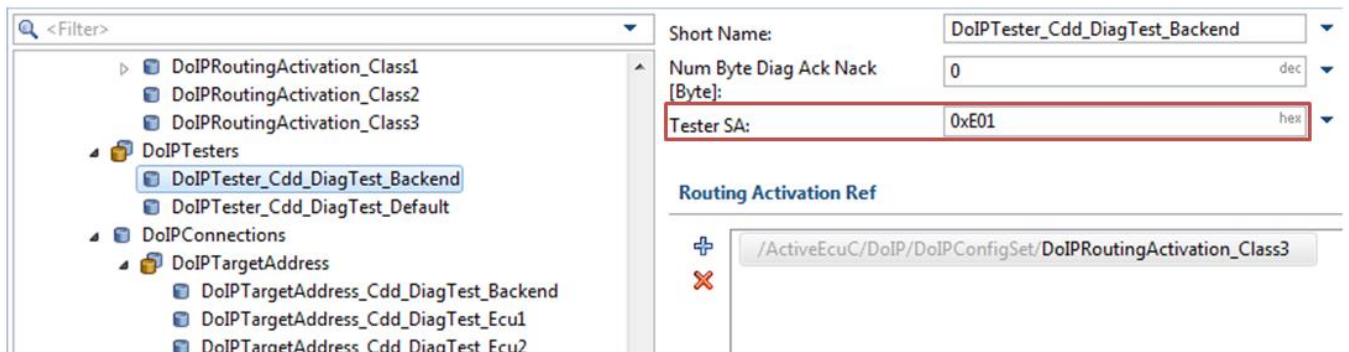 <Filter>
DoIPRoutingActivation_Class1
DoIPRoutingActivation_Class2
DoIPRoutingActivation_Class3
DoIPTesters
DoIPTester_Cdd_DiagTest_Backend
DoIPTester_Cdd_DiagTest_Default
DoIPConnections
DoIPTargetAddress
DoIPTargetAddress_Cdd_DiagTest_Backend
DoIPTargetAddress_Cdd_DiagTest_Ecu1
DoIPTargetAddress_Cdd_DiagTest_Ecu2
Short Name: DoIPTester_Cdd_DiagTest_Backend
Num Byte Diag Ack Nack 0 dec
[Byte]:
Tester SA: 0xE01 hex
Routing Activation Ref
/ActiveEcuC/DoIP/DoIPConfigSet/DoIPRoutingActivation_Class3